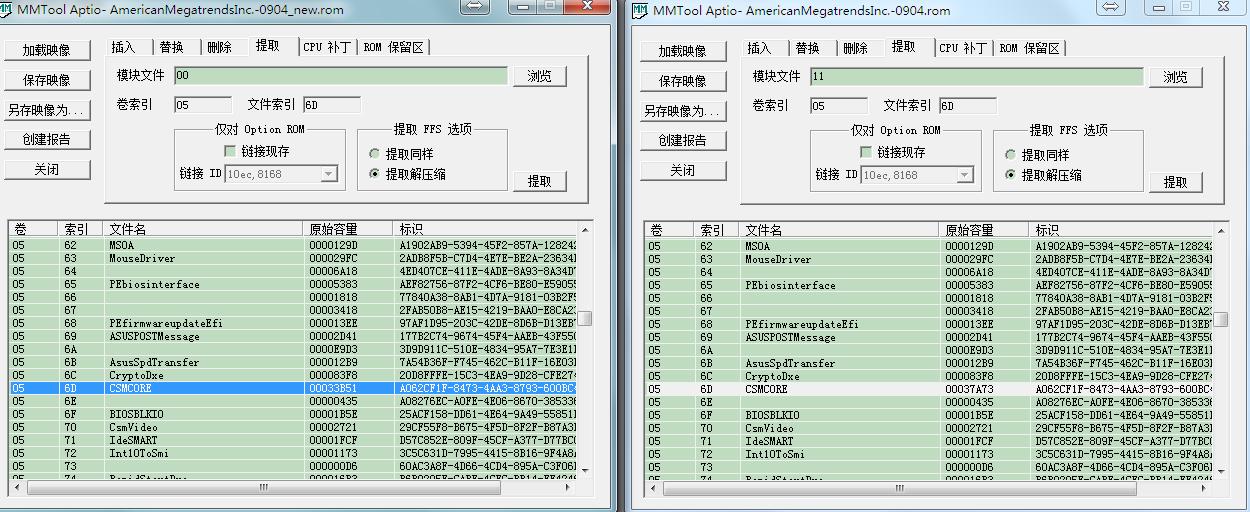 MMTool Aptio- AmericanMegatrendsInc.-0904_new.rom
加载映像
保存映像
另存映像为...
创建报告
关闭
插入 替换 删除 提取 CPU 补丁 ROM 保留区
模块文件 00 浏览
卷索引 05 文件索引 6D
仅对 Option ROM
链接现存
链接 ID 10ec,8168
提取 FFS 选项
提取同样
提取解压缩
提取
卷 索引 文件名 原始容量 标识
05 62 MSOA 0000129D A1902AB9-5394-45F2-857A-128242
05 63 MouseDriver 000029FC 2ADB8F5B-C7D4-4E7E-BE2A-23634
05 64 00006A18 4ED407CE-411E-4ADE-8A93-8A34D
05 65 PEbiosinterface 00005383 AEF82756-87F2-4CF6-BE80-E5905
05 66 00001818 77840A38-8AB1-4D7A-9181-03B2F
05 67 00003418 2FAB50B8-AE15-4219-BAA0-E8CA2
05 68 PEfirmwareupdateEfi 000013EE 97AF1D95-203C-42DE-8D6B-D13EB
05 69 ASUSPOSTMessage 00002D41 177B2C74-9674-45F4-AAEB-43F55
05 6A 0000E9D3 3D9D911C-510E-4834-95A7-7E3E1
05 6B AsusSpdTransfer 000012B9 7A54B36F-F745-462C-B11F-16E03
05 6C CryptoDxe 000083F8 20D8FFFE-15C3-4EA9-9D28-CFE27
05 6D CSMCORE 00033B51 A062CF1F-8473-4AA3-8793-600BC
05 6E 00000435 A08276EC-A0FE-4E06-8670-38533
05 6F BIOSBLKIO 00001B5E 25ACF158-DD61-4E64-9A49-55851
05 70 CsmVideo 00002721 29CF55F8-B675-4F5D-8F2F-B87A3
05 71 IdeSMART 00001FCF D57C852E-809F-45CF-A377-D77BC
05 72 Int10ToSmi 00001173 3C5C631D-7995-4415-8B16-9F4A8
05 73 000000D6 60AC3A8F-4D66-4CD4-895A-C3F06
MMTool Aptio- AmericanMegatrendsInc.-0904.rom
加载映像
保存映像
另存映像为...
创建报告
关闭
插入 替换 删除 提取 CPU 补丁 ROM 保留区
模块文件 11 浏览
卷索引 05 文件索引 6D
仅对 Option ROM
链接现存
链接 ID 10ec,8168
提取 FFS 选项
提取同样
提取解压缩
提取
卷 索引 文件名 原始容量 标识
05 62 MSOA 0000129D A1902AB9-5394-45F2-857A-128242
05 63 MouseDriver 000029FC 2ADB8F5B-C7D4-4E7E-BE2A-23634
05 64 00006A18 4ED407CE-411E-4ADE-8A93-8A34D
05 65 PEbiosinterface 00005383 AEF82756-87F2-4CF6-BE80-E5905
05 66 00001818 77840A38-8AB1-4D7A-9181-03B2F
05 67 00003418 2FAB50B8-AE15-4219-BAA0-E8CA2
05 68 PEfirmwareupdateEfi 000013EE 97AF1D95-203C-42DE-8D6B-D13EB
05 69 ASUSPOSTMessage 00002D41 177B2C74-9674-45F4-AAEB-43F55
05 6A 0000E9D3 3D9D911C-510E-4834-95A7-7E3E1
05 6B AsusSpdTransfer 000012B9 7A54B36F-F745-462C-B11F-16E03
05 6C CryptoDxe 000083F8 20D8FFFE-15C3-4EA9-9D28-CFE27
05 6D CSMCORE 00037A73 A062CF1F-8473-4AA3-8793-600BC
05 6E 00000435 A08276EC-A0FE-4E06-8670-38533
05 6F BIOSBLKIO 00001B5E 25ACF158-DD61-4E64-9A49-55851
05 70 CsmVideo 00002721 29CF55F8-B675-4F5D-8F2F-B87A3
05 71 IdeSMART 00001FCF D57C852E-809F-45CF-A377-D77BC
05 72 Int10ToSmi 00001173 3C5C631D-7995-4415-8B16-9F4A8
05 73 000000D6 60AC3A8F-4D66-4CD4-895A-C3F06